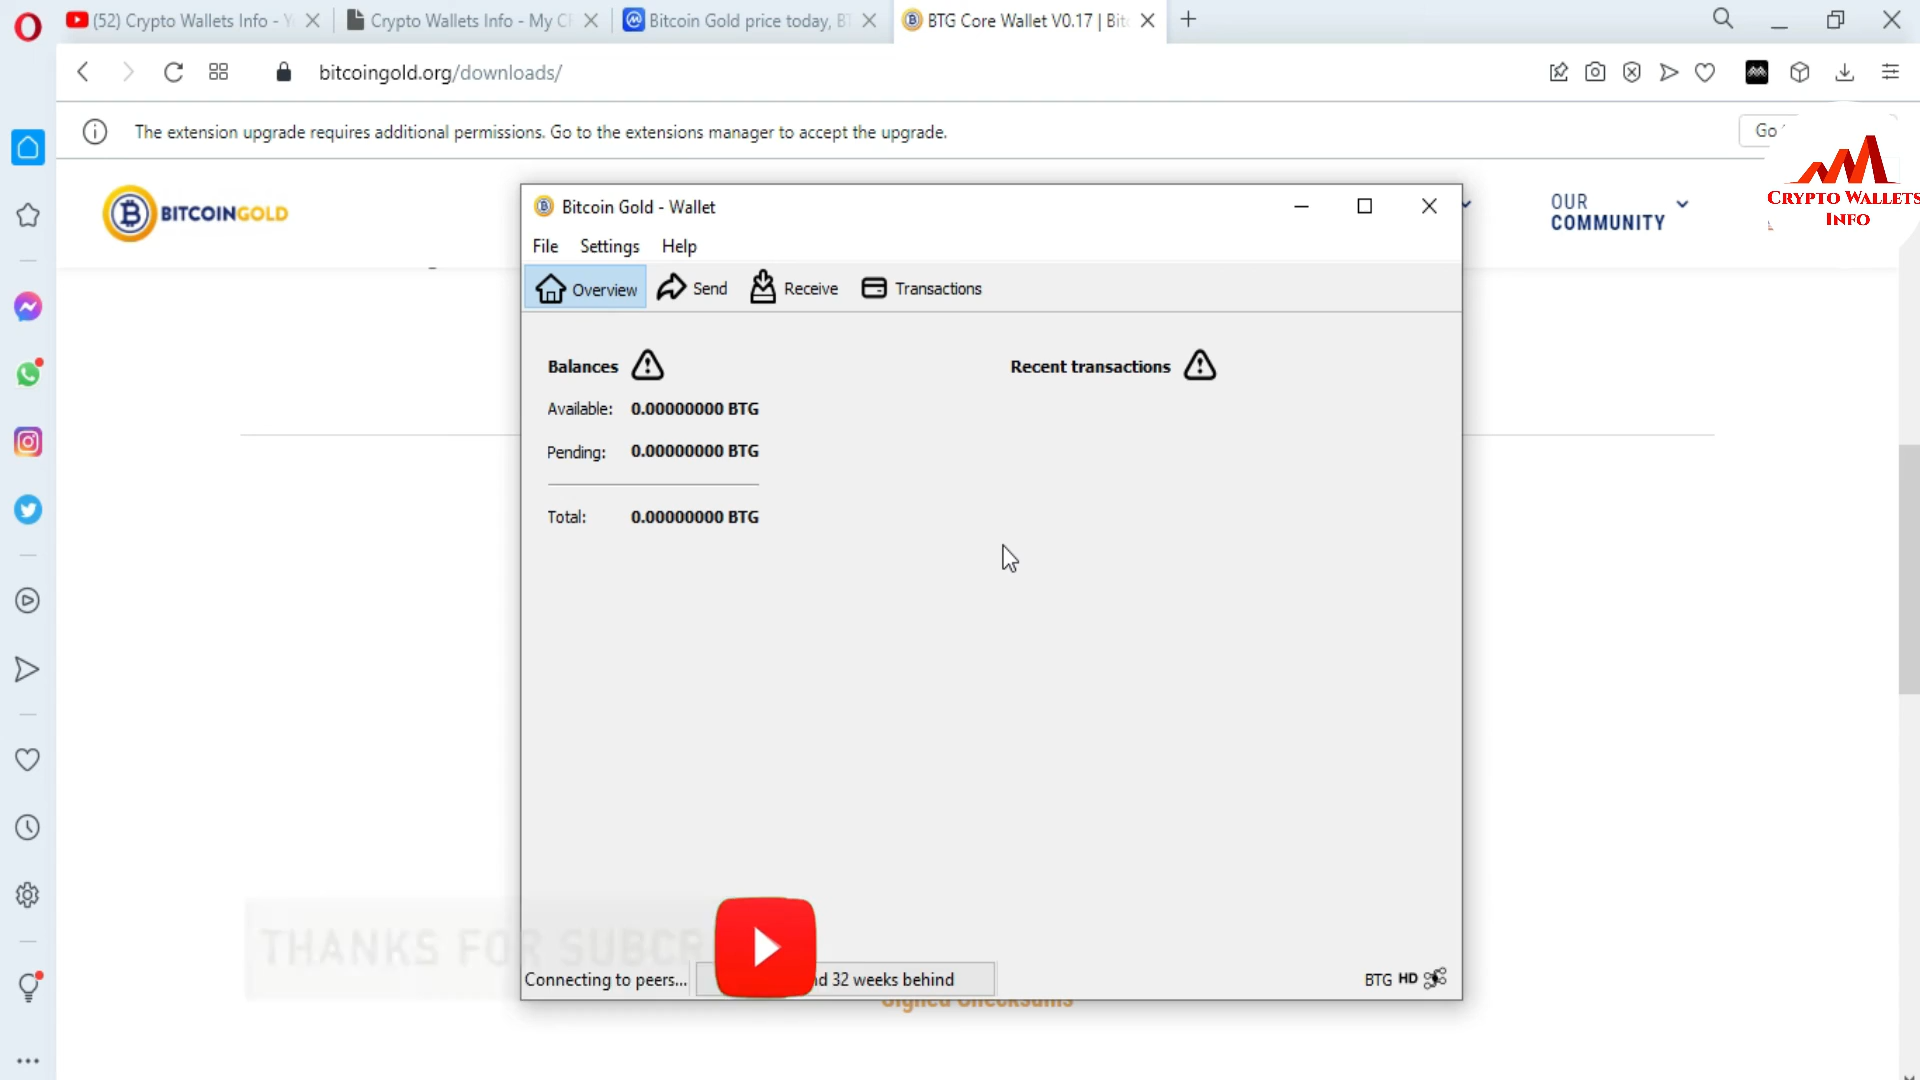 (52) Crypto Wallets Info - Y
Crypto Wallets Info - My C
Bitcoin Gold price today, B
BTG Core Wallet V0.17 | Bit
bitcoingold.org/downloads/
The extension upgrade requires additional permissions. Go to the extensions manager to accept the upgrade.
Go
CRYPTO WALLETS
INFO
BITCOINGOLD
OUR
COMMUNITY
Bitcoin Gold - Wallet
File Settings Help
Overview Send Receive Transactions
Balances
Recent transactions
Available: 0.00000000 BTG
Pending: 0.00000000 BTG
Total: 0.00000000 BTG
THANKS FOR SUBCR
Connecting to peers...
32 weeks behind
BTG HD
Signed Checksums